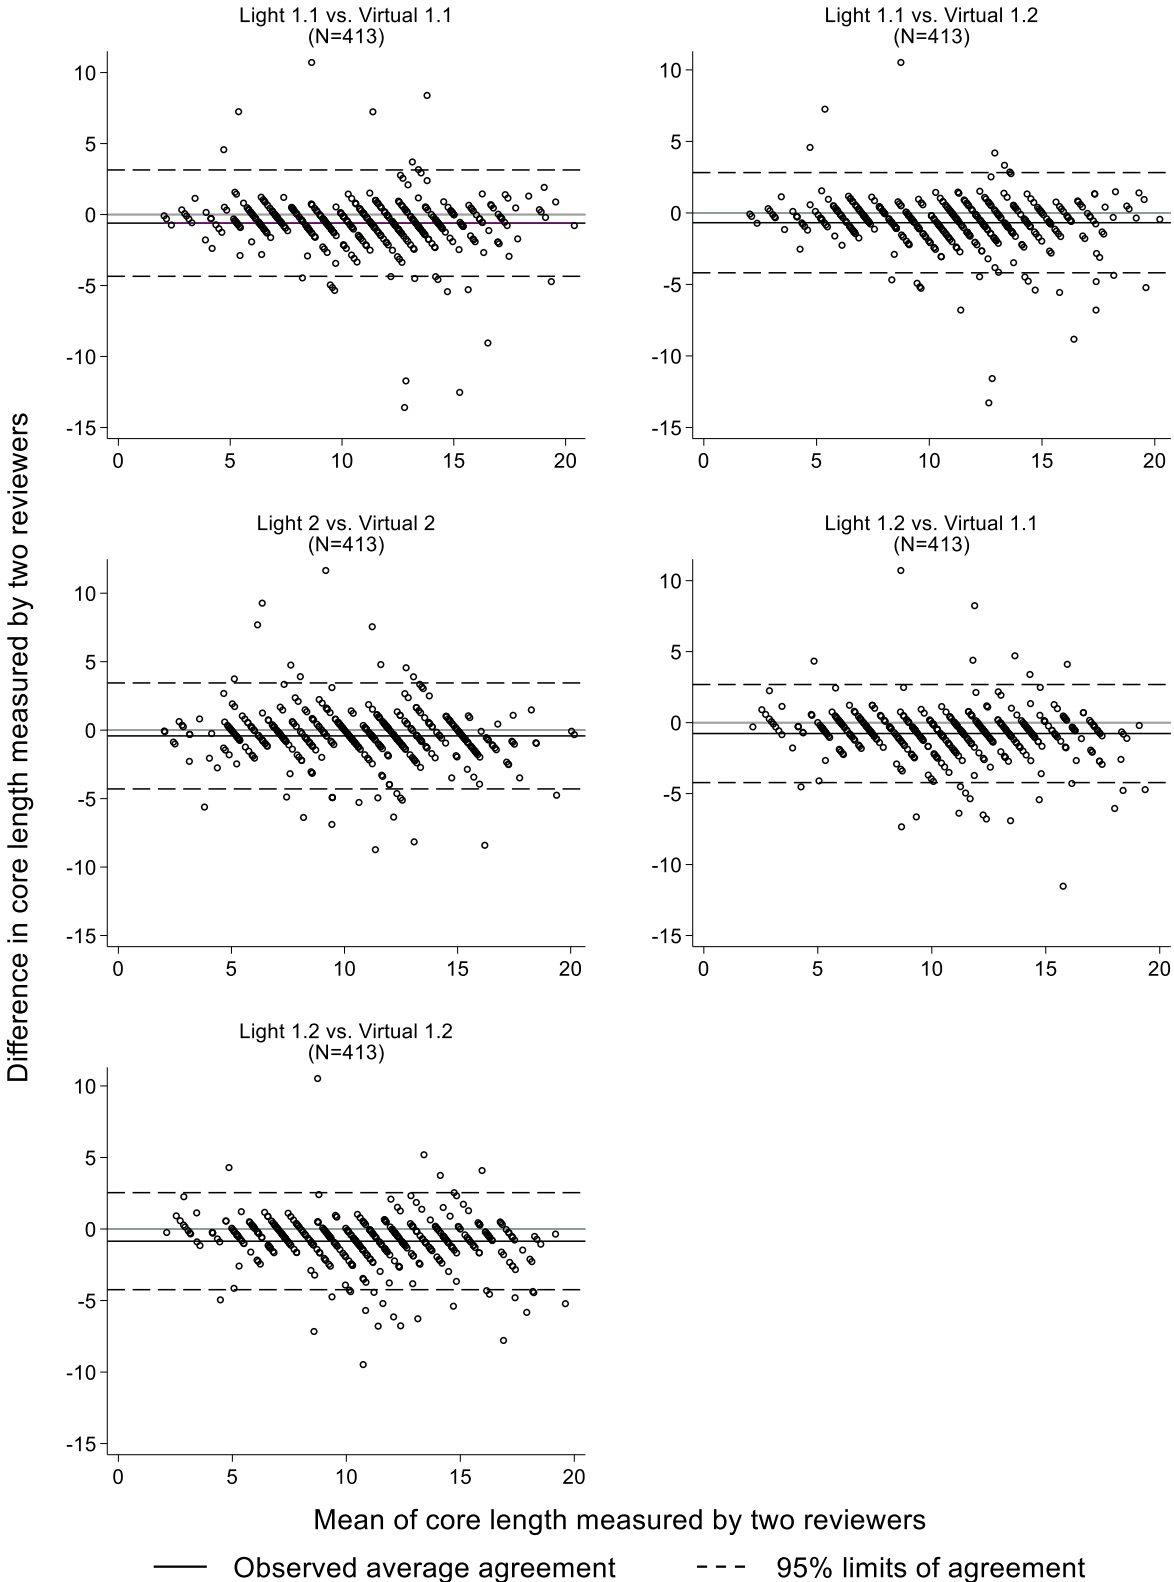 Light 1.1 vs. Virtual 1.1
(N=413)
10
5
0
-5
-10
-15
0 5 10 15 20
Light 1.1 vs. Virtual 1.2
(N=413)
10
5
0
-5
-10
-15
0 5 10 15 20
Difference in core length measured by two reviewers
Light 2 vs. Virtual 2
(N=413)
10
5
0
-5
-10
-15
0 5 10 15 20
Light 1.2 vs. Virtual 1.1
(N=413)
10
5
0
-5
-10
-15
0 5 10 15 20
Light 1.2 vs. Virtual 1.2
(N=413)
10
5
0
-5
-10
-15
0 5 10 15 20
Mean of core length measured by two reviewers
Observed average agreement 95% limits of agreement